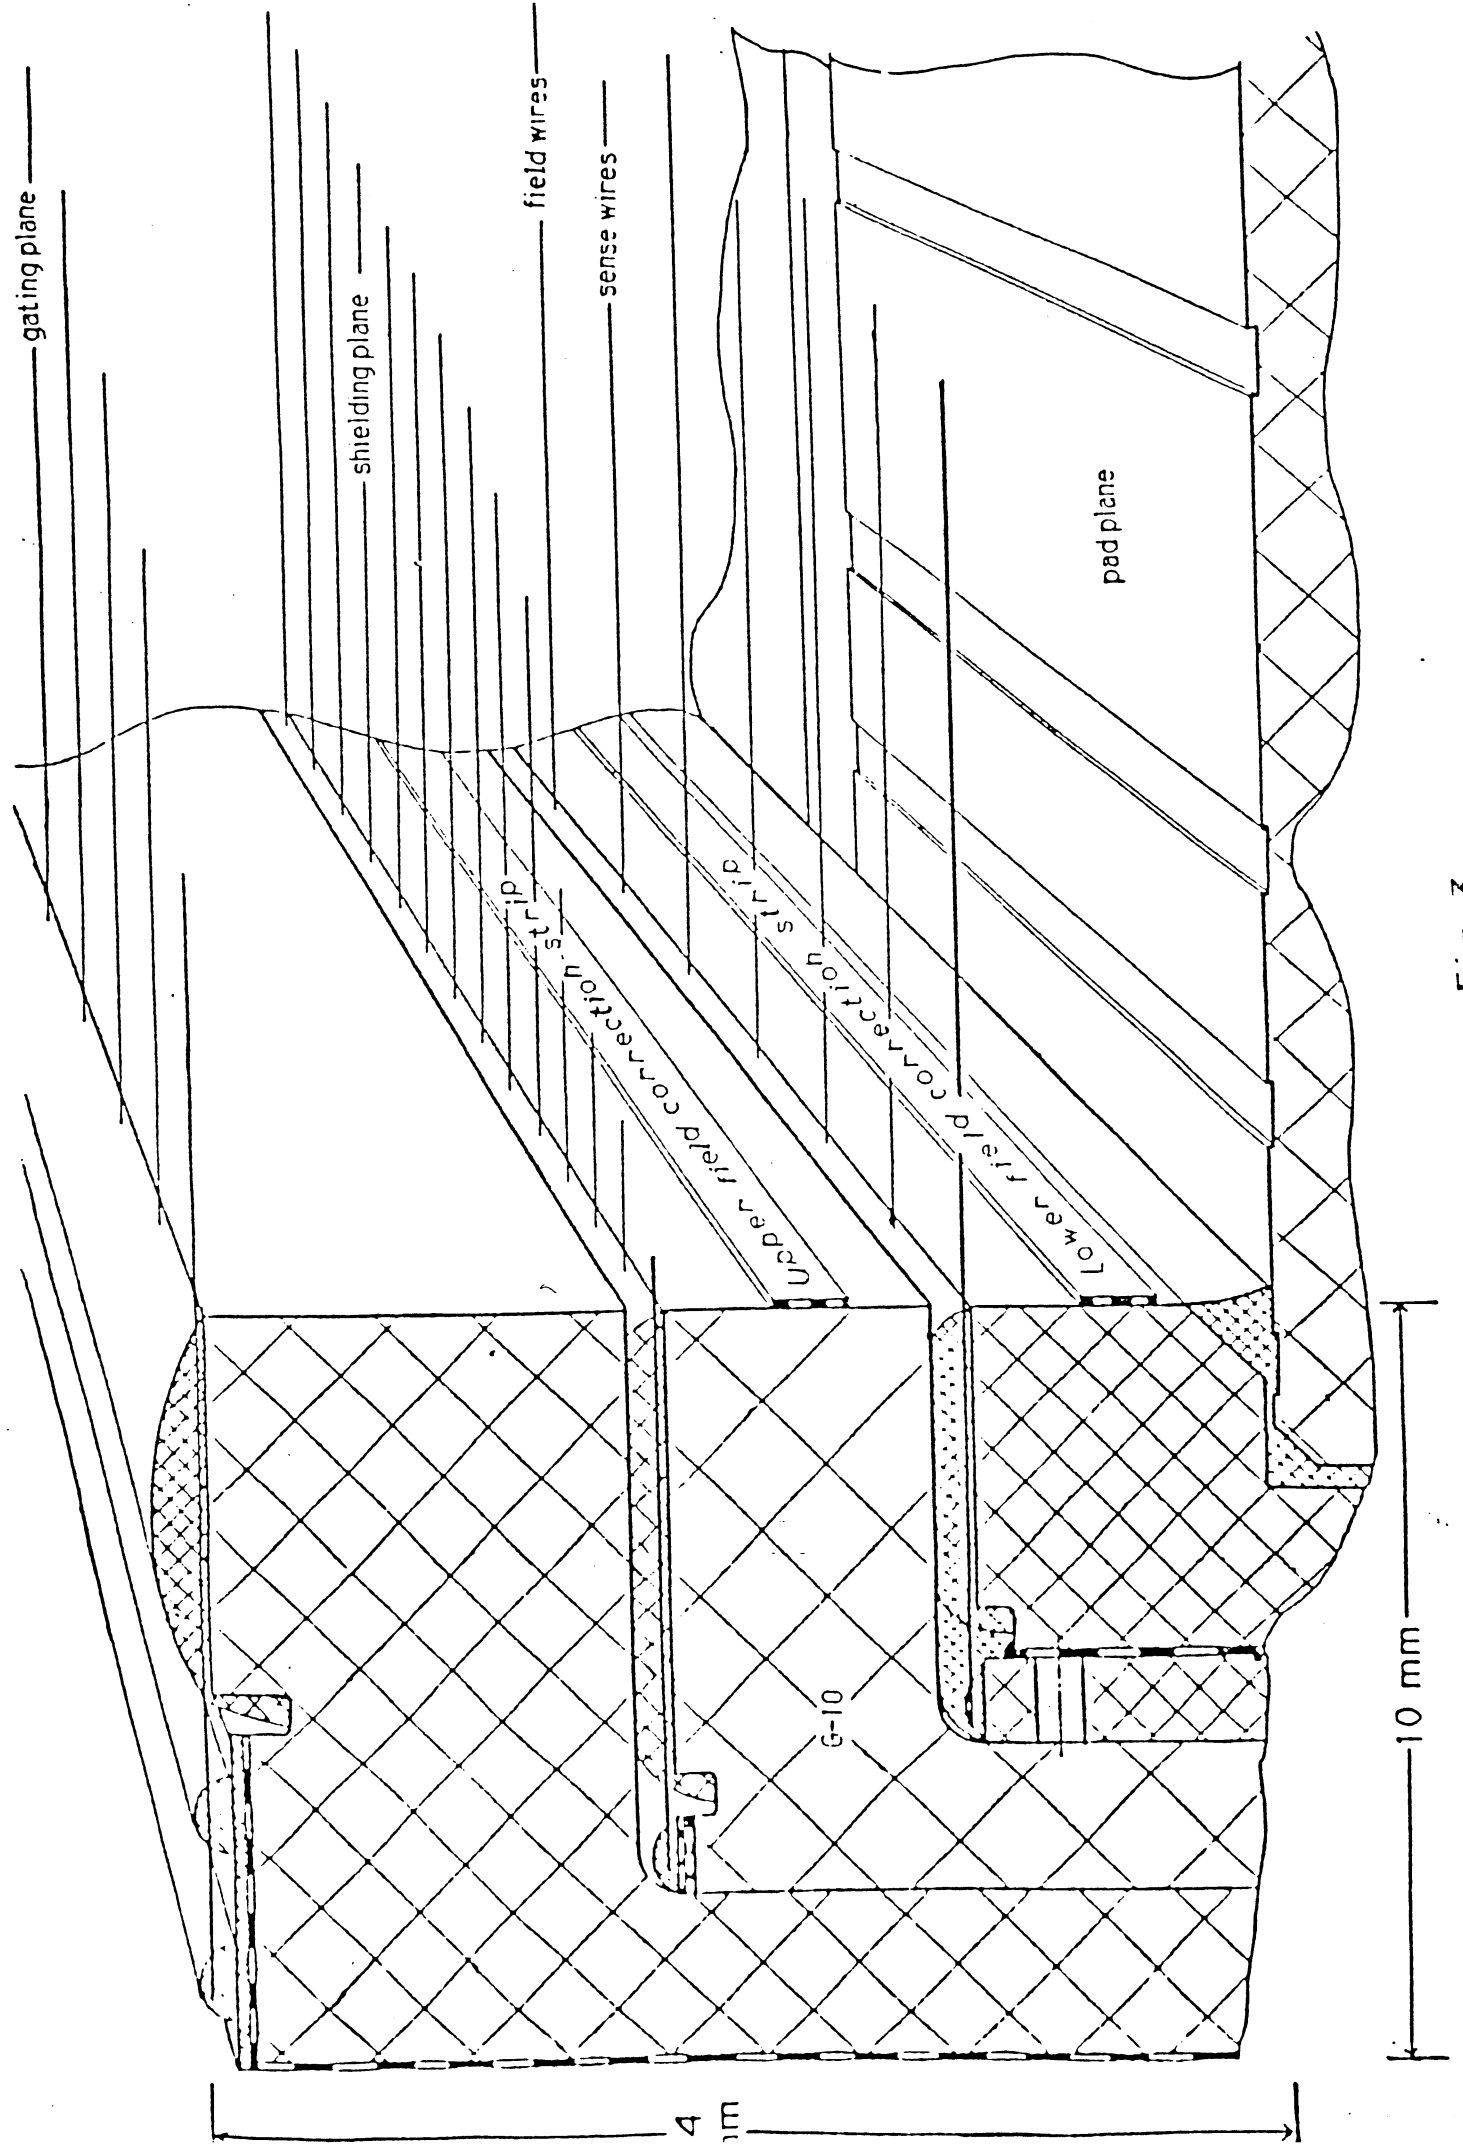 gating plane
shielding plane
field wires
sense wires
Upper field correction-strip
Lower field correction strip
pad plane
G-10
10 mm
4